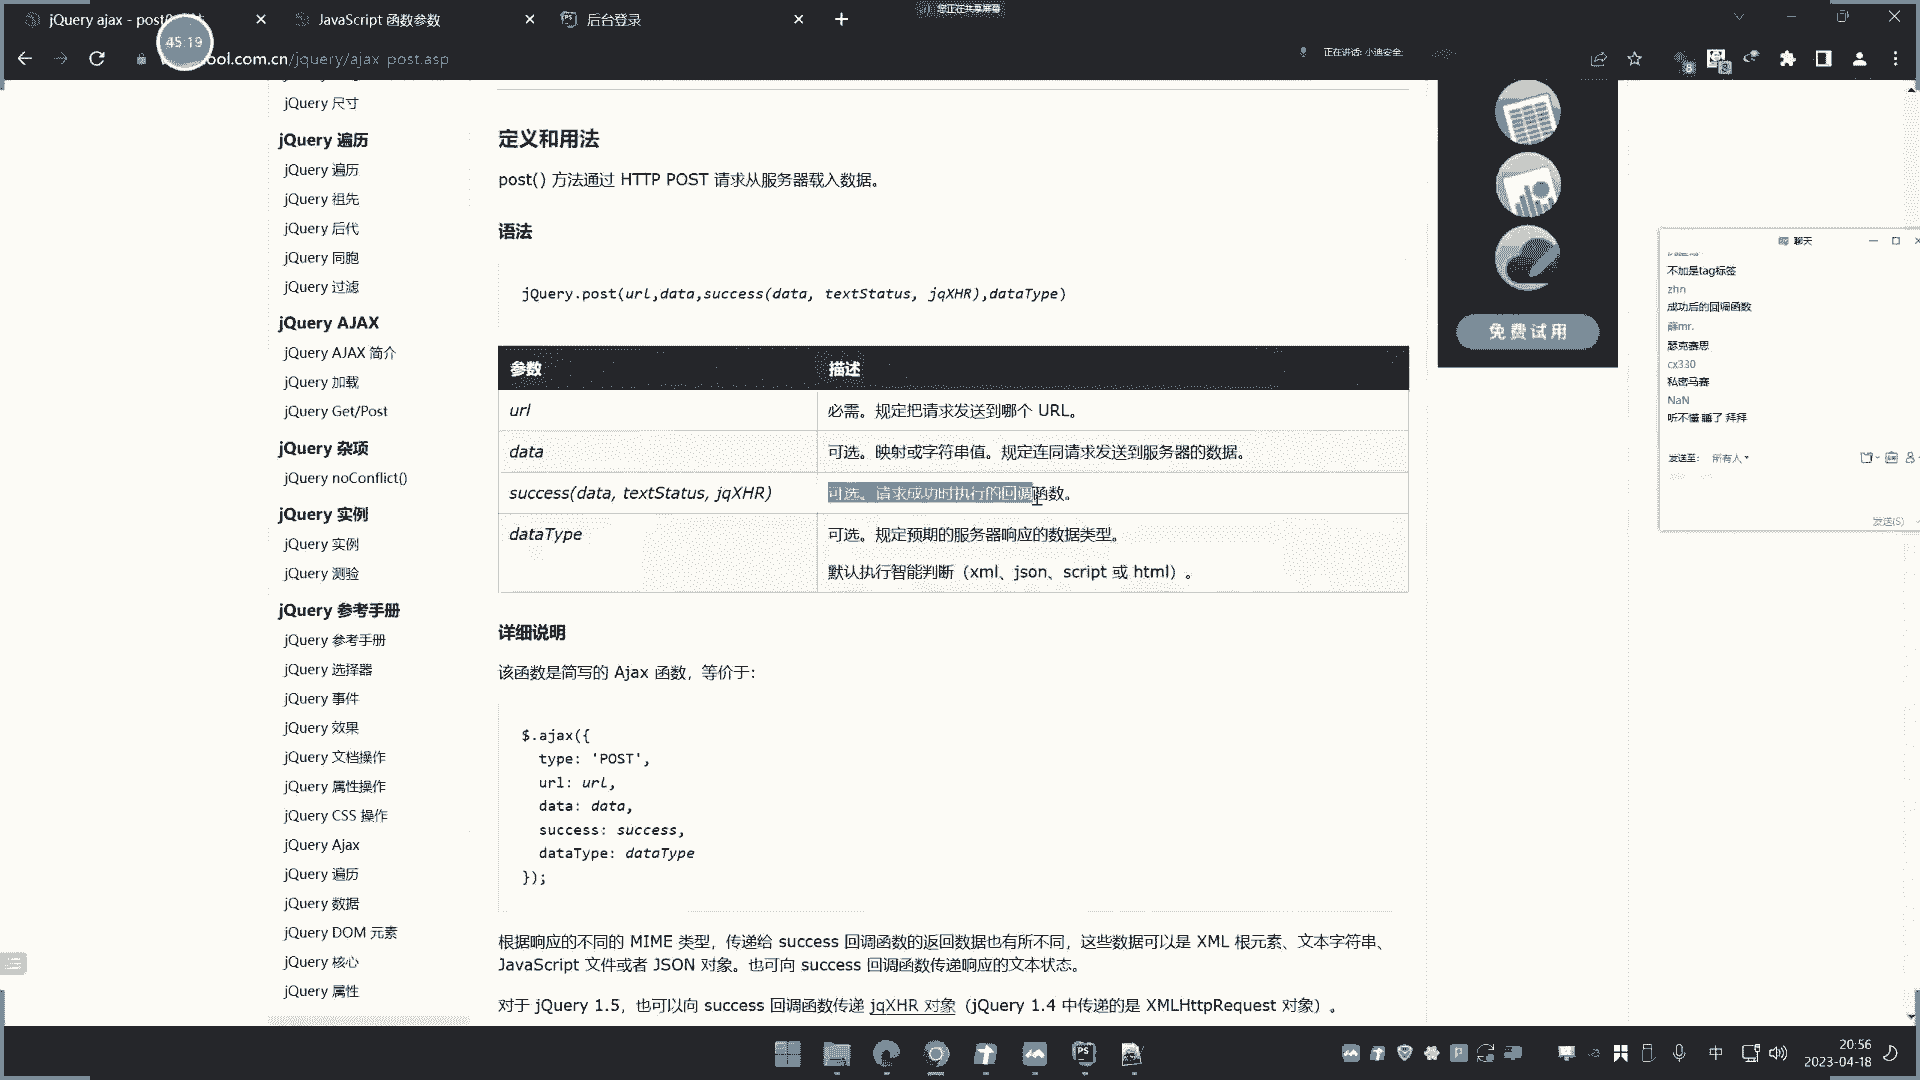 jQuery ajax - post()
JavaScript 函数参数
后台登录
您正在共享屏幕
45:19
ool.com.cn/jquery/ajax_post.asp
正在讲话: 小迪安全;
jQuery 尺寸
jQuery 遍历
jQuery 遍历
jQuery 祖先
jQuery 后代
jQuery 同胞
jQuery 过滤
jQuery AJAX
jQuery AJAX 简介
jQuery 加载
jQuery Get/Post
jQuery 杂项
jQuery noConflict()
jQuery 实例
jQuery 实例
jQuery 测验
jQuery 参考手册
jQuery 参考手册
jQuery 选择器
jQuery 事件
jQuery 效果
jQuery 文档操作
jQuery 属性操作
jQuery CSS 操作
jQuery Ajax
jQuery 遍历
jQuery 数据
jQuery DOM 元素
jQuery 核心
jQuery 属性
定义和用法
post() 方法通过 HTTP POST 请求从服务器载入数据。
语法
jQuery.post(url,data,success(data, textStatus, jqXHR),dataType)
参数 描述
url 必需。规定把请求发送到哪个 URL。
data 可选。映射或字符串值。规定连同请求发送到服务器的数据。
success(data, textStatus, jqXHR) 可选。请求成功时执行的回调函数。
dataType 可选。规定预期的服务器响应的数据类型。
默认执行智能判断（xml、json、script 或 html）。
详细说明
该函数是简写的 Ajax 函数，等价于：
$.ajax({
type: 'POST',
url: url,
data: data,
success: success,
dataType: dataType
});
根据响应的不同的 MIME 类型，传递给 success 回调函数的返回数据也有所不同，这些数据可以是 XML 根元素、文本字符串、
JavaScript 文件或者 JSON 对象。也可向 success 回调函数传递响应的文本状态。
对于 jQuery 1.5，也可以向 success 回调函数传递 jqXHR 对象（jQuery 1.4 中传递的是 XMLHttpRequest 对象）。
免费试用
聊天
不加是tag标签
zhn
成功后的回调函数
薛mr.
瑟克赛思
cx330
私密马赛
NaN
听不懂 睡了 拜拜
发送至: 所有人
发送(S)
中
20:56
2023-04-18